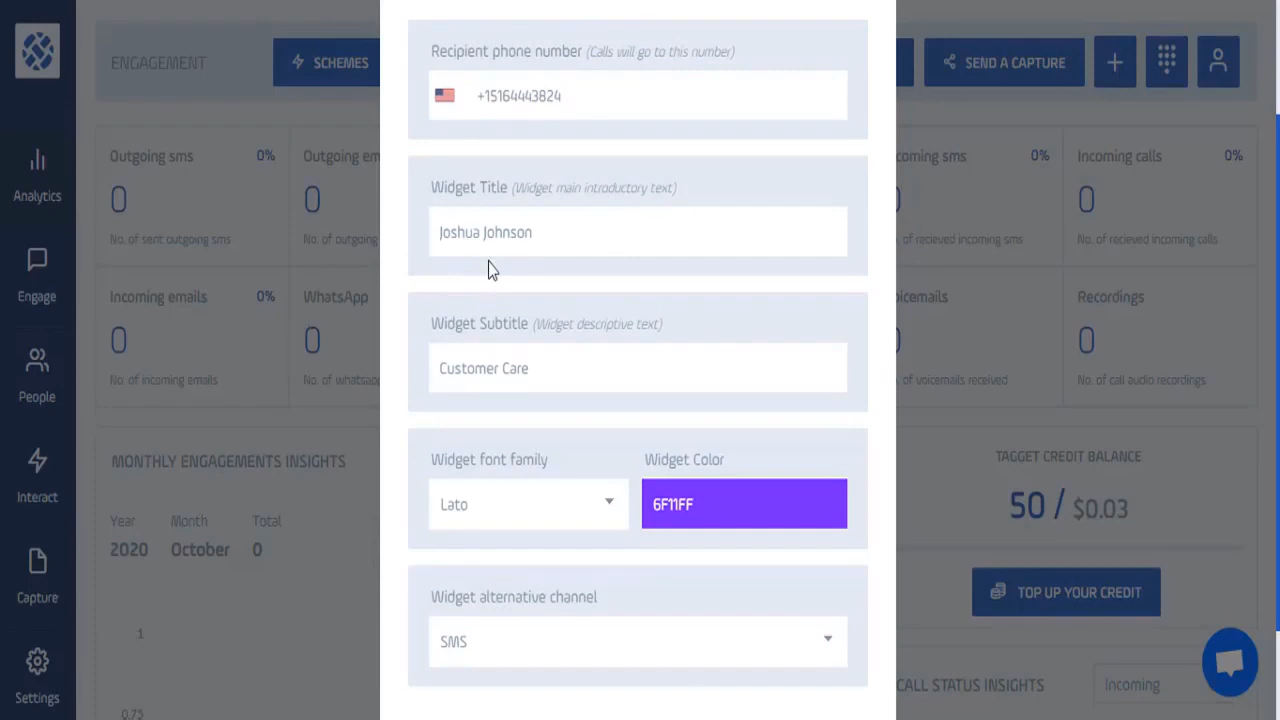 ENGAGEMENT
SCHEMES
SEND A CAPTURE
Analytics
Engage
People
Interact
Capture
Settings
Outgoing sms 0%
0
No. of sent outgoing sms
Outgoing em
0
No. of outgoing
coming sms 0%
of recieved incoming sms
Incoming calls 0%
0
No. of recieved incoming calls
Incoming emails 0%
0
No. of incoming emails
WhatsApp
0
No. of whatsapp
oicemails
of voicemails received
Recordings
0
No. of call audio recordings
MONTHLY ENGAGEMENTS INSIGHTS
Year Month Total
2020 October 0
1
0.75
Recipient phone number (Calls will go to this number)
+15164443824
Widget Title (Widget main introductory text)
Joshua Johnson
Widget Subtitle (Widget descriptive text)
Customer Care
Widget font family Widget Color
Lato 6F11FF
Widget alternative channel
SMS
TAGGET CREDIT BALANCE
50 / $0.03
TOP UP YOUR CREDIT
CALL STATUS INSIGHTS Incoming